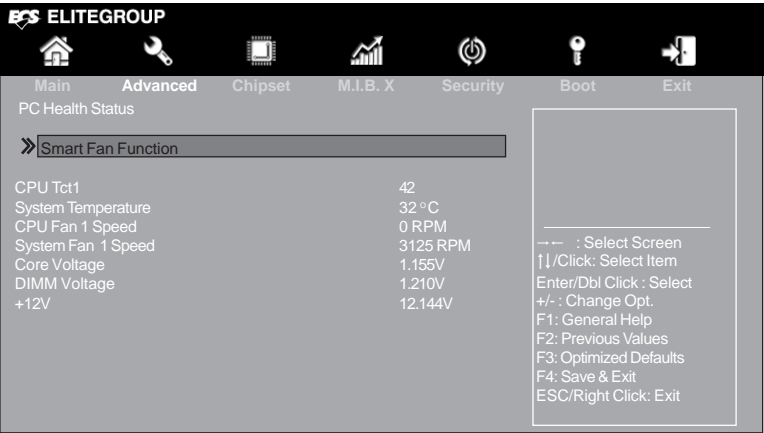 ECS ELITEGROUP
Main Advanced Chipset M.I.B. X Security Boot Exit
PC Health Status
Smart Fan Function
CPU Tct1 42
System Temperature 32 °C
CPU Fan 1 Speed 0 RPM
System Fan 1 Speed 3125 RPM
Core Voltage 1.155V
DIMM Voltage 1.210V
+12V 12.144V
→← : Select Screen
↑↓/Click: Select Item
Enter/Dbl Click : Select
+/- : Change Opt.
F1: General Help
F2: Previous Values
F3: Optimized Defaults
F4: Save & Exit
ESC/Right Click: Exit